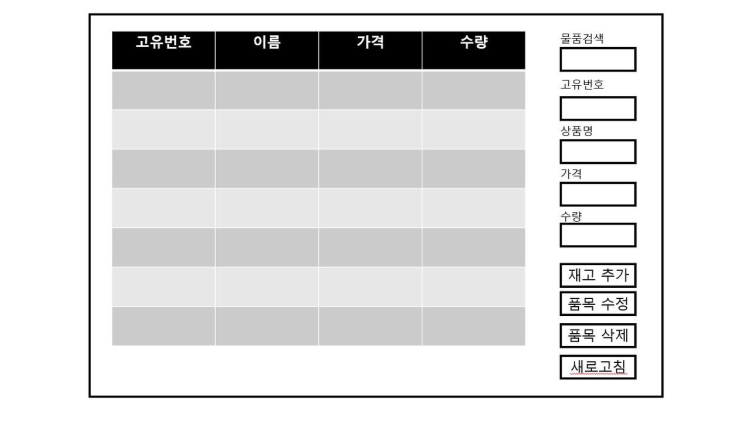 고유번호 이름 가격 수량
물품검색
고유번호
상품명
가격
수량
재고 추가
품목 수정
품목 삭제
새로고침